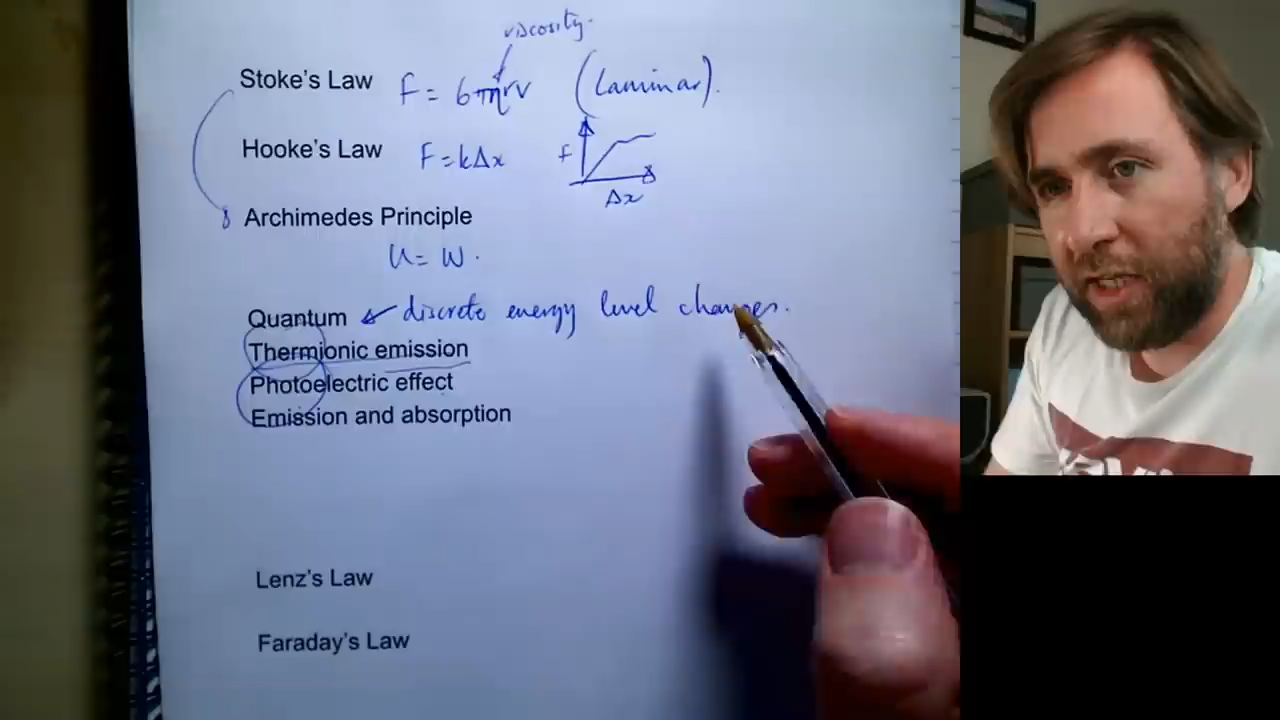 viscosity.
Stoke's Law F = 6πηrv (Laminar).
Hooke's Law F = kΔx F
Δx
Archimedes Principle
U = W.
Quantum discrete energy level changes.
Thermionic emission
Photoelectric effect
Emission and absorption
Lenz's Law
Faraday's Law